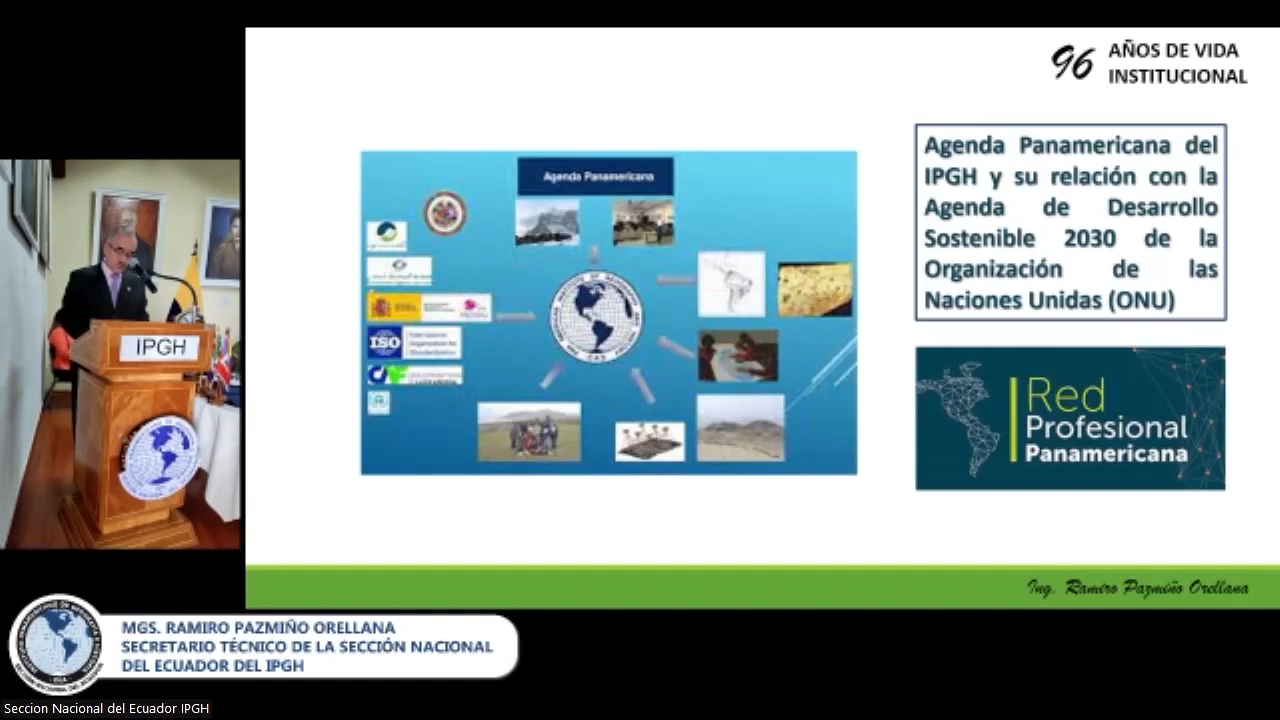 96 AÑOS DE VIDA
INSTITUCIONAL
Agenda Panamericana del
IPGH y su relación con la
Agenda de Desarrollo
Sostenible 2030 de la
Organización de las
Naciones Unidas (ONU)
Agenda Panamericana
ISO
Red
Profesional
Panamericana
IPGH
Ing. Ramiro Pazmiño Orellana
MGS. RAMIRO PAZMIÑO ORELLANA
SECRETARIO TÉCNICO DE LA SECCIÓN NACIONAL
DEL ECUADOR DEL IPGH
Seccion Nacional del Ecuador IPGH